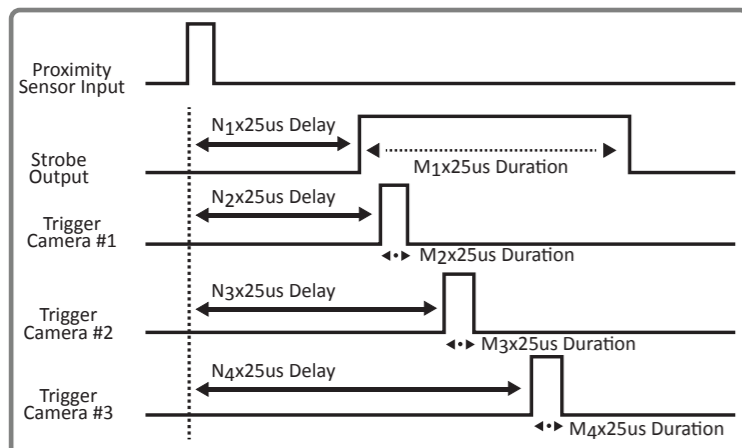 Proximity
Sensor Input
N1x25us Delay
Strobe
Output
M1x25us Duration
N2x25us Delay
Trigger
Camera #1
M2x25us Duration
N3x25us Delay
Trigger
Camera #2
M3x25us Duration
N4x25us Delay
Trigger
Camera #3
M4x25us Duration